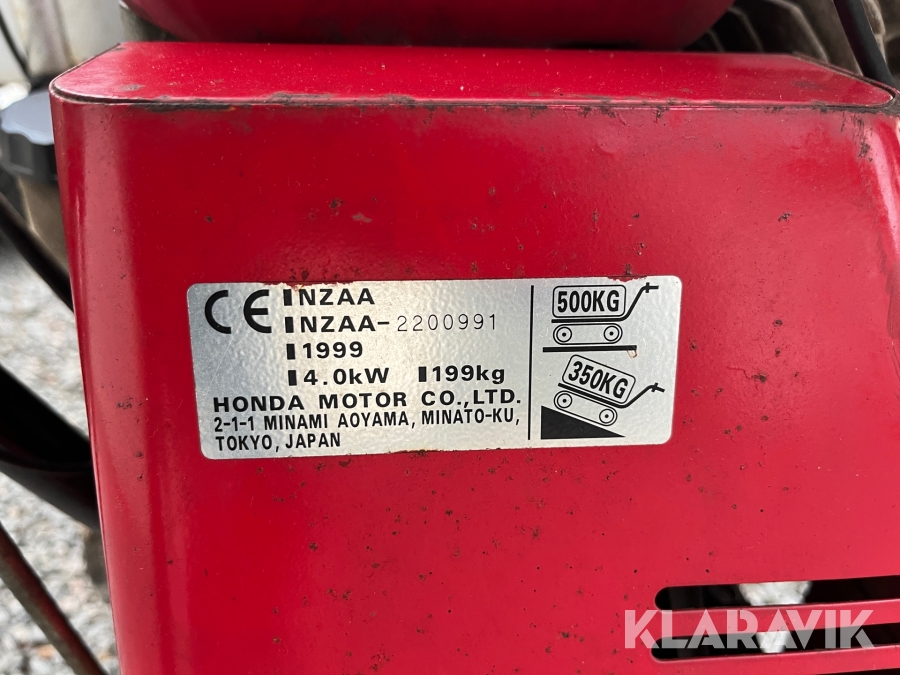 CE NZAA
NZAA-2200991
1999
4.0kW 199kg
HONDA MOTOR CO.,LTD.
2-1-1 MINAMI AOYAMA, MINATO-KU,
TOKYO, JAPAN
500KG
350KG
KLARAVIK